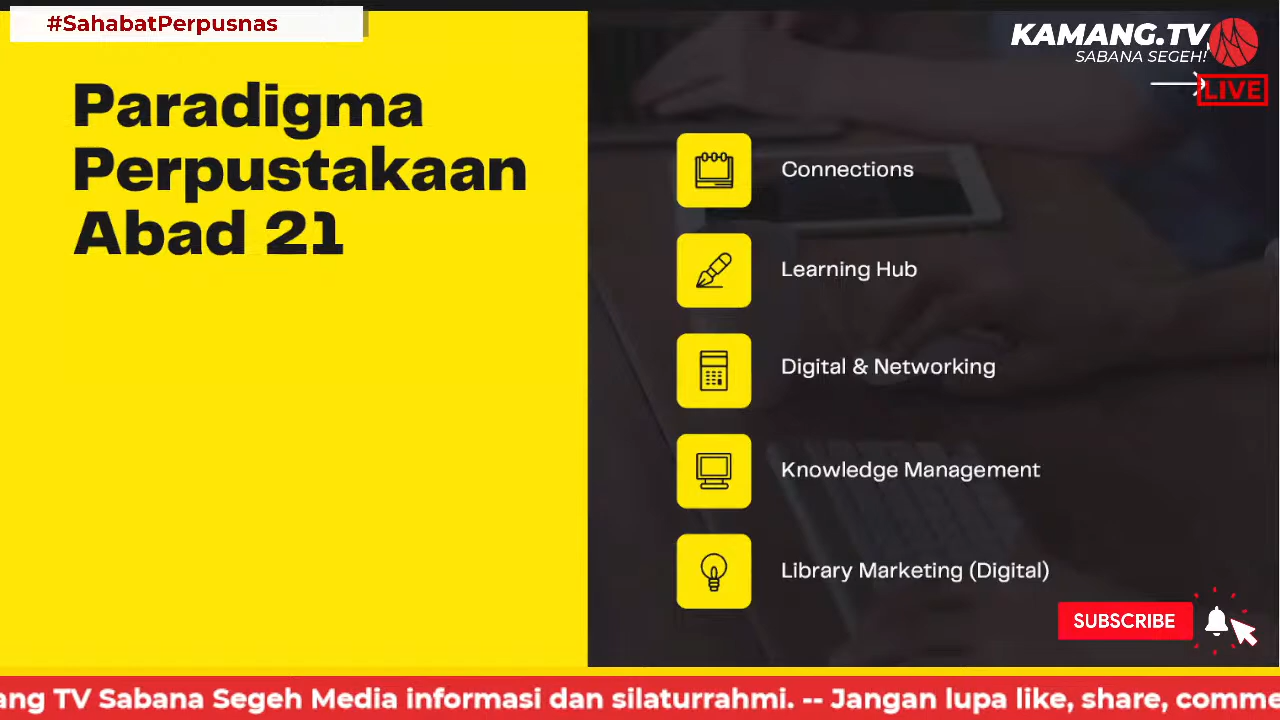 #SahabatPerpusnas
KAMANG.TV
SABANA SEGEH!
LIVE
Paradigma
Perpustakaan
Abad 21
Connections
Learning Hub
Digital & Networking
Knowledge Management
Library Marketing (Digital)
SUBSCRIBE
ang TV Sabana Segeh Media informasi dan silaturrahmi. -- Jangan lupa like, share, comme